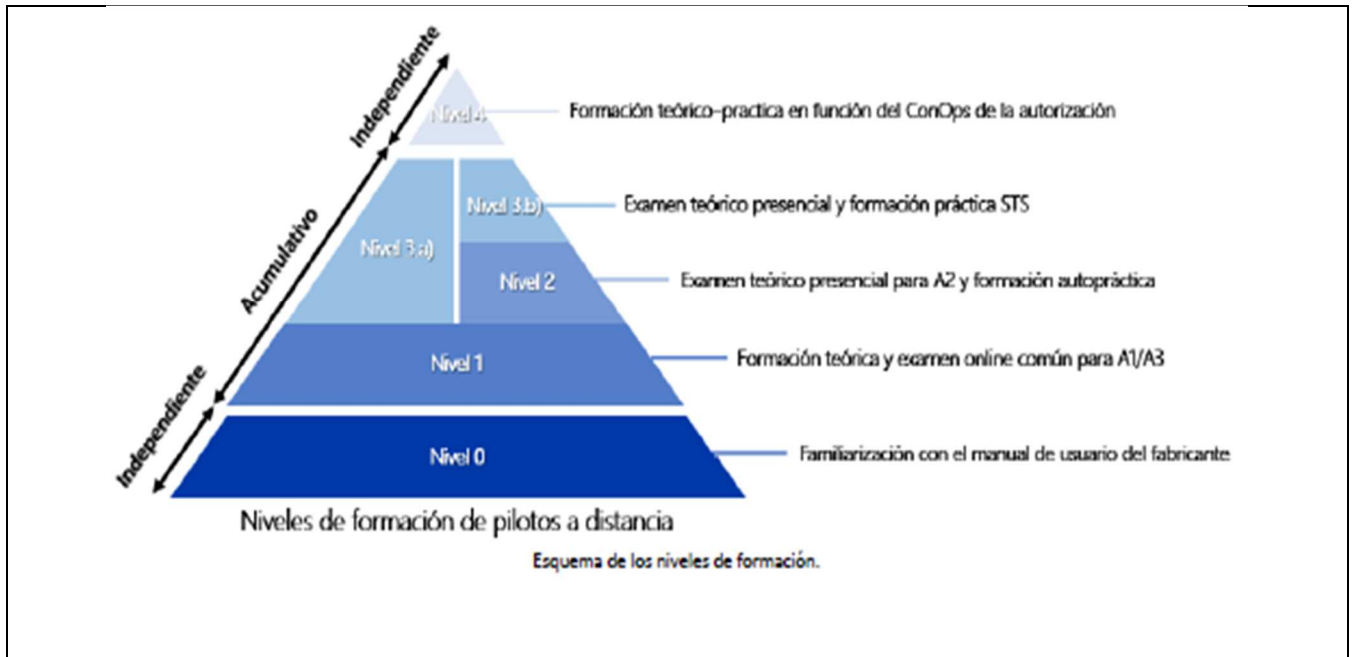 Independiente
Nivel 4
Formación teórico-practica en función del ConOps de la autorización
Acumulativo
Nivel 3.a)
Nivel 3.b)
Examen teórico presencial y formación práctica STS
Nivel 2
Examen teórico presencial para A2 y formación autopráctica
Nivel 1
Formación teórica y examen online común para A1/A3
Independiente
Nivel 0
Familiarización con el manual de usuario del fabricante
Niveles de formación de pilotos a distancia
Esquema de los niveles de formación.